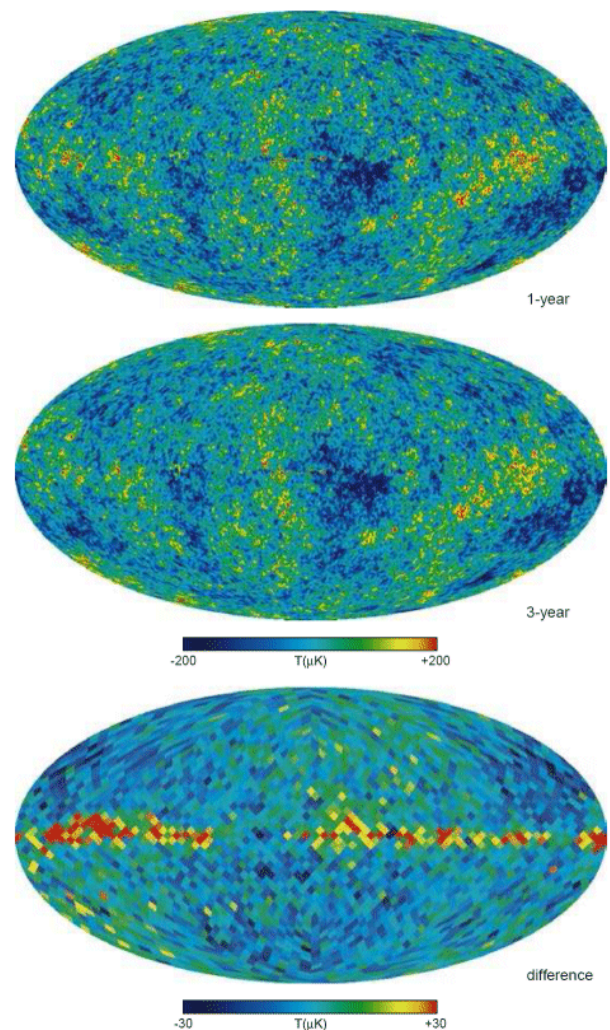 1-year
3-year
-200 T(μK) +200
difference
-30 T(μK) +30